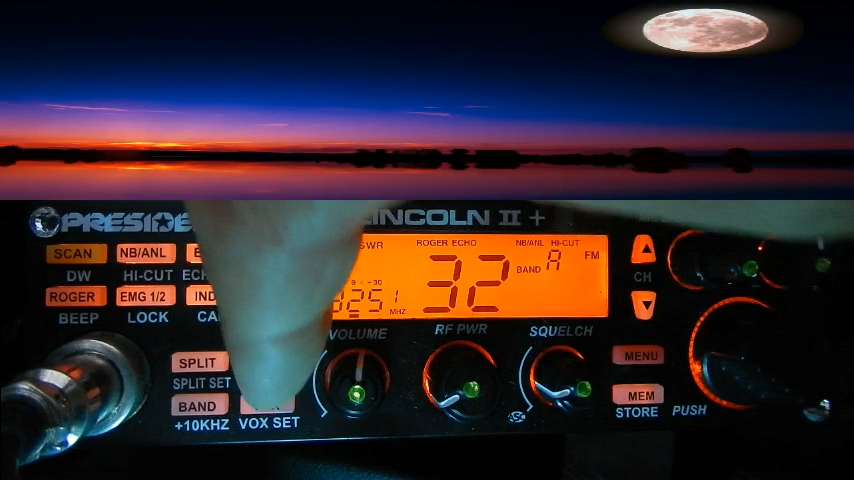 LINCOLN II +
SCAN NB/ANL
DW HI-CUT
ROGER EMG 1/2
BEEP LOCK
SWR ROGER ECHO NB/ANL HI-CUT
32 BAND A FM
MHZ
CH
VOLUME RF PWR SQUELCH
SPLIT MENU
SPLIT SET
BAND MEM
+10KHZ VOX SET ASC STORE PUSH